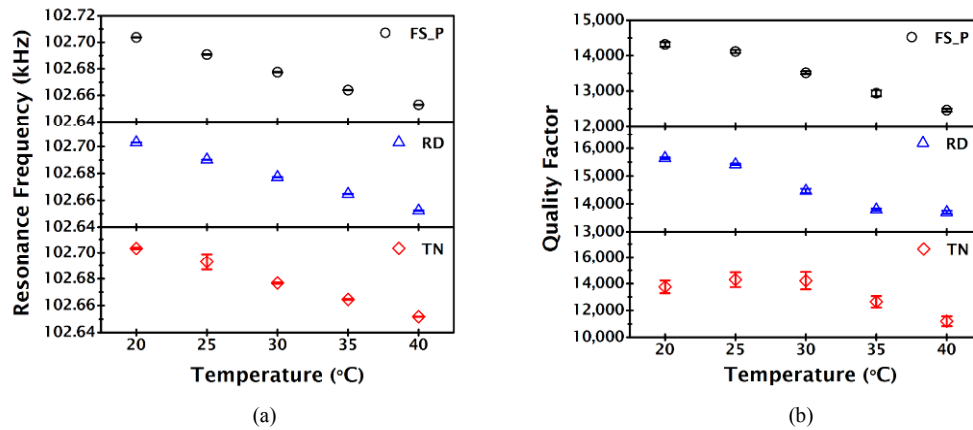 (a)
Resonance Frequency (kHz)
102.72
102.70
102.68
102.66
102.64
FS_P
102.70
102.68
102.66
102.64
RD
102.70
102.68
102.66
102.64
TN
20 25 30 35 40
Temperature (°C)
(a)
(b)
Quality Factor
15,000
14,000
13,000
12,000
FS_P
16,000
15,000
14,000
13,000
RD
16,000
14,000
12,000
10,000
TN
20 25 30 35 40
Temperature (°C)
(b)